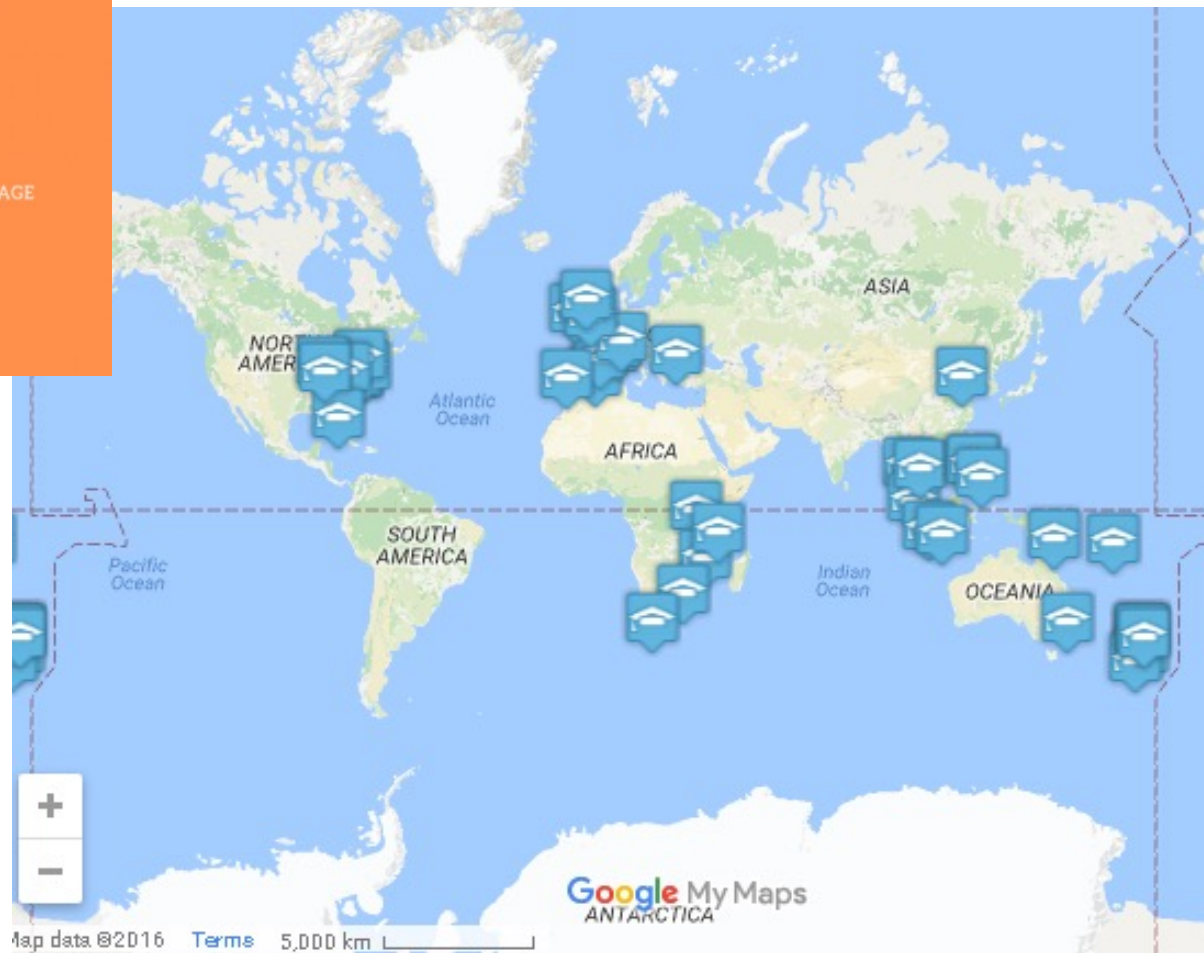 AGE
ASIA
NORTH
AMER
Atlantic
Ocean
AFRICA
SOUTH
AMERICA
Pacific
Ocean
Indian
Ocean
OCEANIA
+
−
Google My Maps
ANTARCTICA
Map data ©2016 Terms 5,000 km